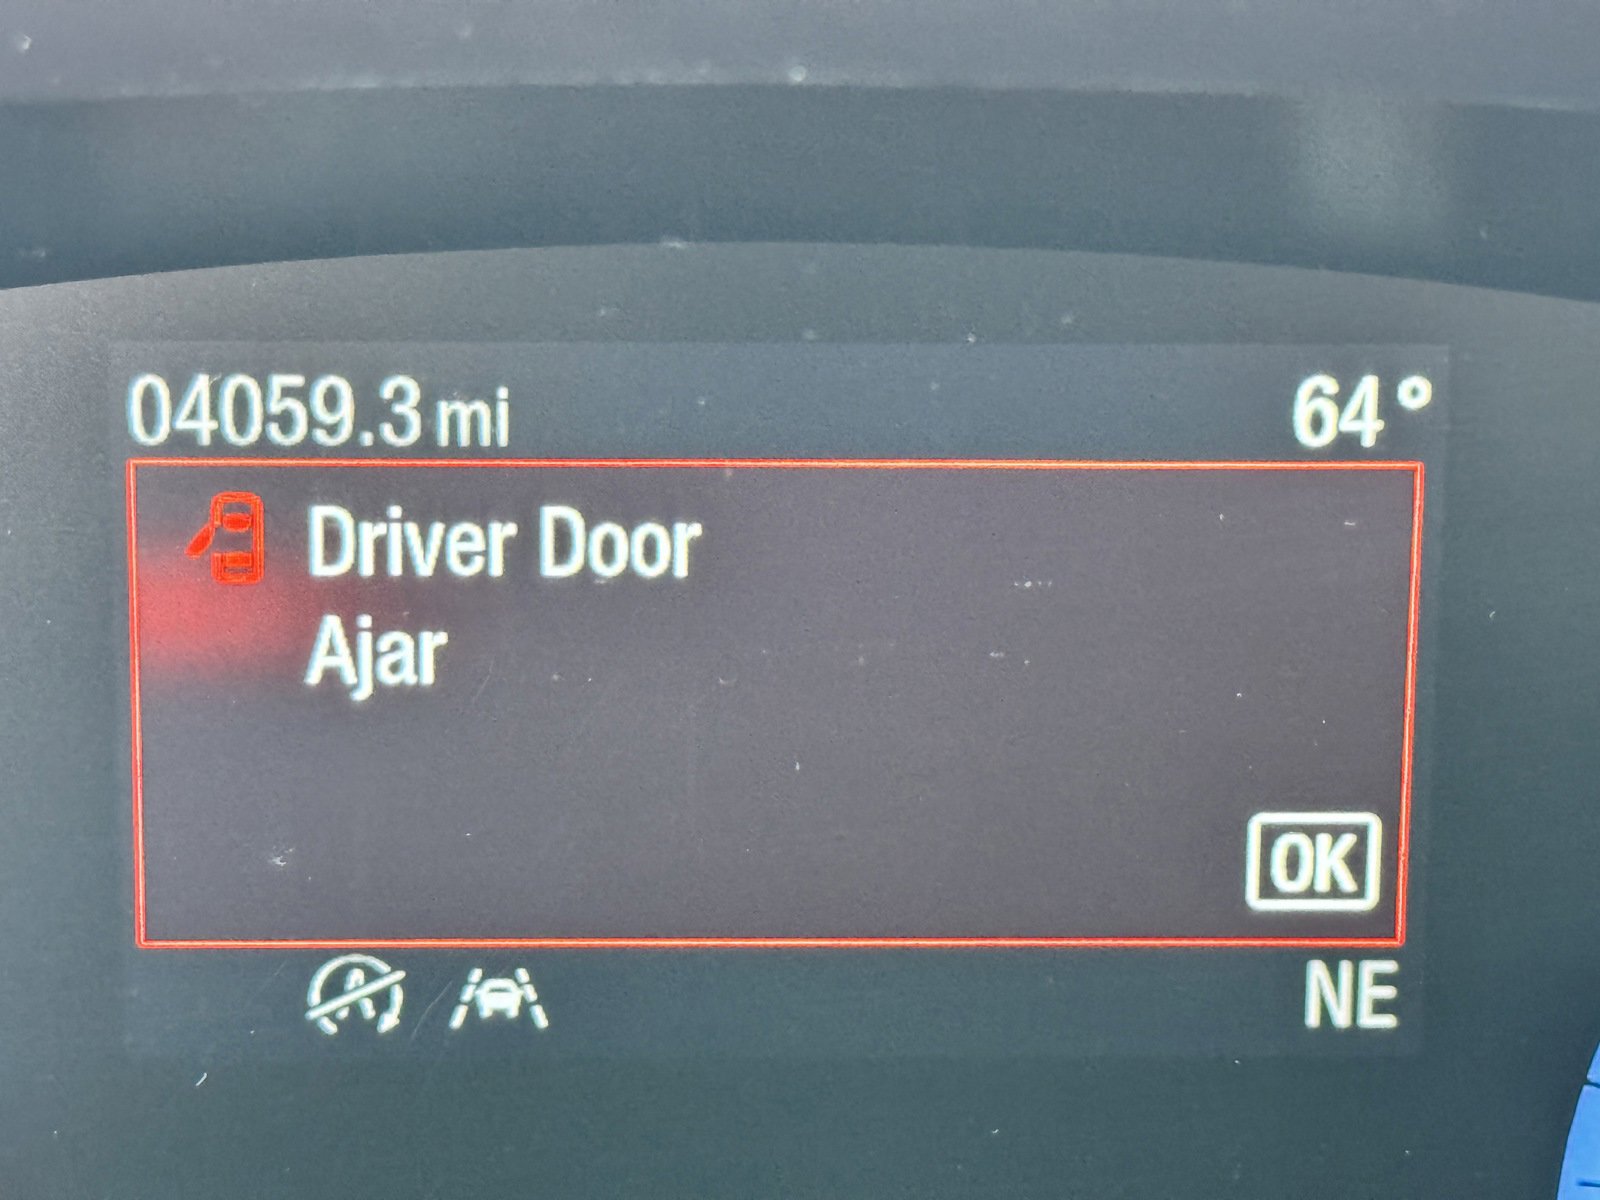 04059.3 mi 64°
Driver Door
Ajar
OK
NE